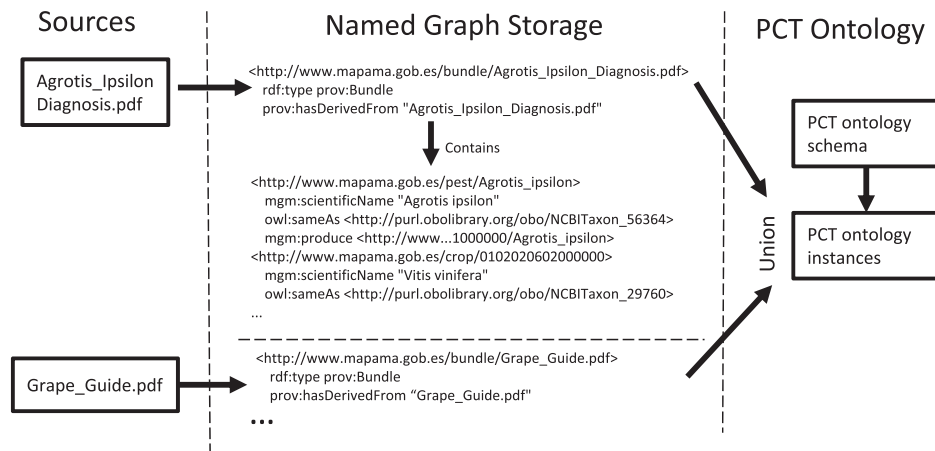 Sources
Named Graph Storage
PCT Ontology
Agrotis_Ipsilon
Diagnosis.pdf
<http://www.mapama.gob.es/bundle/Agrotis_Ipsilon_Diagnosis.pdf>
rdf:type prov:Bundle
prov:hasDerivedFrom "Agrotis_Ipsilon_Diagnosis.pdf"
Contains
<http://www.mapama.gob.es/pest/Agrotis_ipsilon>
mgm:scientificName "Agrotis ipsilon"
owl:sameAs <http://purl.obolibrary.org/obo/NCBITaxon_56364>
mgm:produce <http://www...1000000/Agrotis_ipsilon>
<http://www.mapama.gob.es/crop/0102020602000000>
mgm:scientificName "Vitis vinifera"
owl:sameAs <http://purl.obolibrary.org/obo/NCBITaxon_29760>
...
Grape_Guide.pdf
<http://www.mapama.gob.es/bundle/Grape_Guide.pdf>
rdf:type prov:Bundle
prov:hasDerivedFrom “Grape_Guide.pdf"
...
Union
PCT ontology
schema
PCT ontology
instances